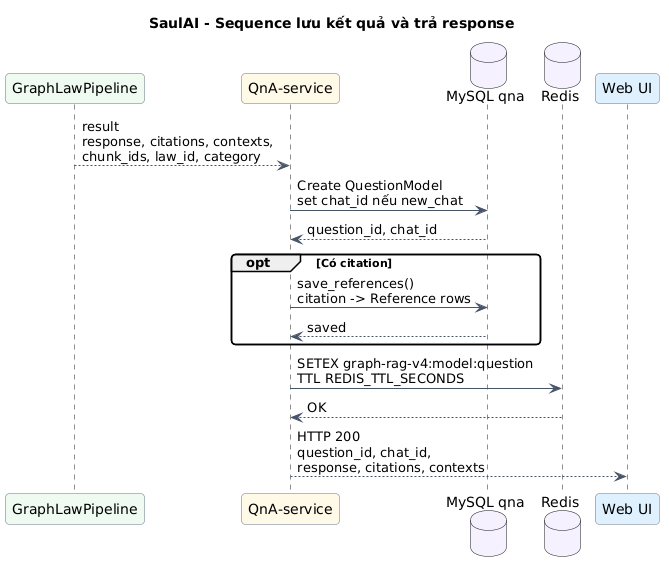 SaulAI - Sequence lưu kết quả và trả response
GraphLawPipeline
QnA-service
MySQL qna
Redis
Web UI
result
response, citations, contexts,
chunk_ids, law_id, category
Create QuestionModel
set chat_id nếu new_chat
question_id, chat_id
opt
[Có citation]
save_references()
citation -> Reference rows
saved
SETEX graph-rag-v4:model:question
TTL REDIS_TTL_SECONDS
OK
HTTP 200
question_id, chat_id,
response, citations, contexts
GraphLawPipeline
QnA-service
MySQL qna
Redis
Web UI